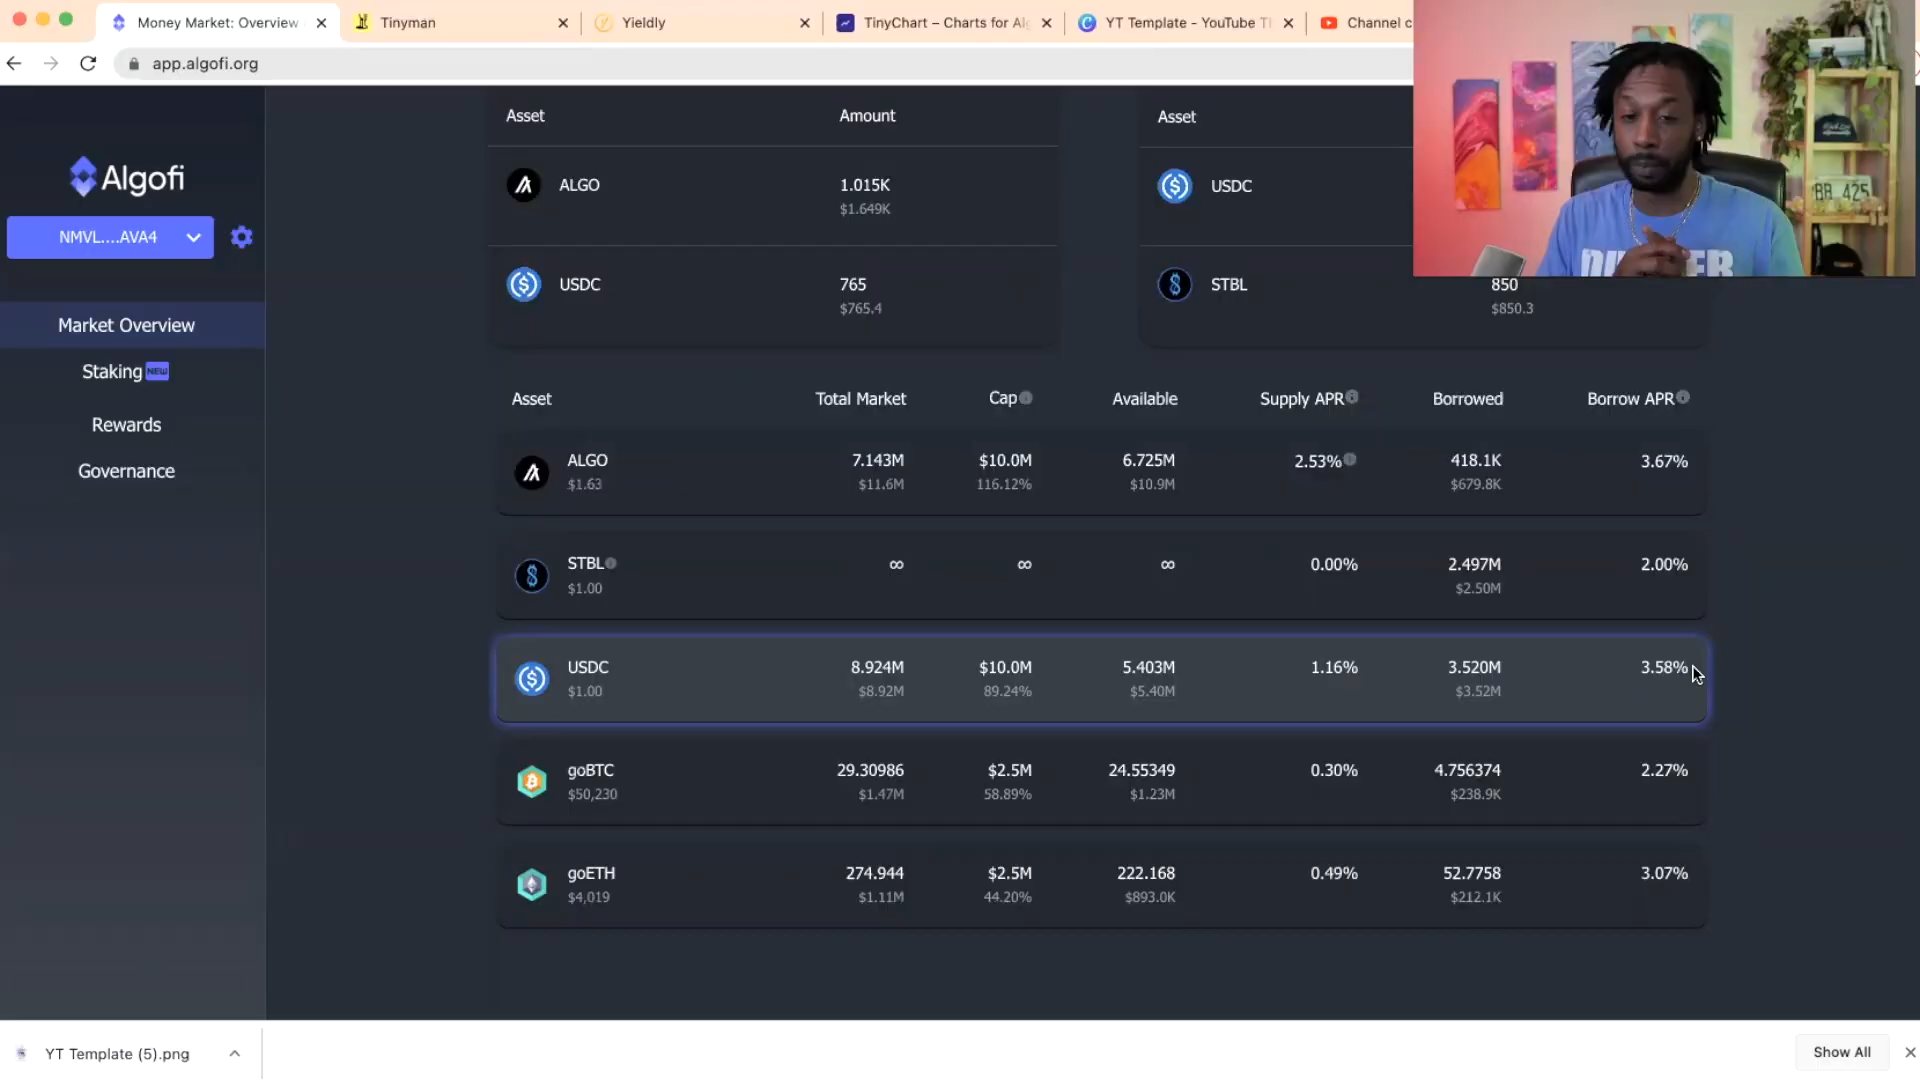 Money Market: Overview
Tinyman
Yieldly
TinyChart – Charts for Alg
YT Template - YouTube T
Channel c
app.algofi.org
Algofi
NMVL....AVA4
Market Overview
Staking NEW
Rewards
Governance
Asset Amount
ALGO 1.015K
$1.649K
USDC 765
$765.4
Asset
USDC
STBL 850
$850.3
BB 425
Asset Total Market Cap Available Supply APR Borrowed Borrow APR
ALGO 7.143M $10.0M 6.725M 2.53% 418.1K 3.67%
$1.63 $11.6M 116.12% $10.9M $679.8K
STBL ∞ ∞ ∞ 0.00% 2.497M 2.00%
$1.00 $2.50M
USDC 8.924M $10.0M 5.403M 1.16% 3.520M 3.58%
$1.00 $8.92M 89.24% $5.40M $3.52M
goBTC 29.30986 $2.5M 24.55349 0.30% 4.756374 2.27%
$50,230 $1.47M 58.89% $1.23M $238.9K
goETH 274.944 $2.5M 222.168 0.49% 52.7758 3.07%
$4,019 $1.11M 44.20% $893.0K $212.1K
YT Template (5).png
Show All